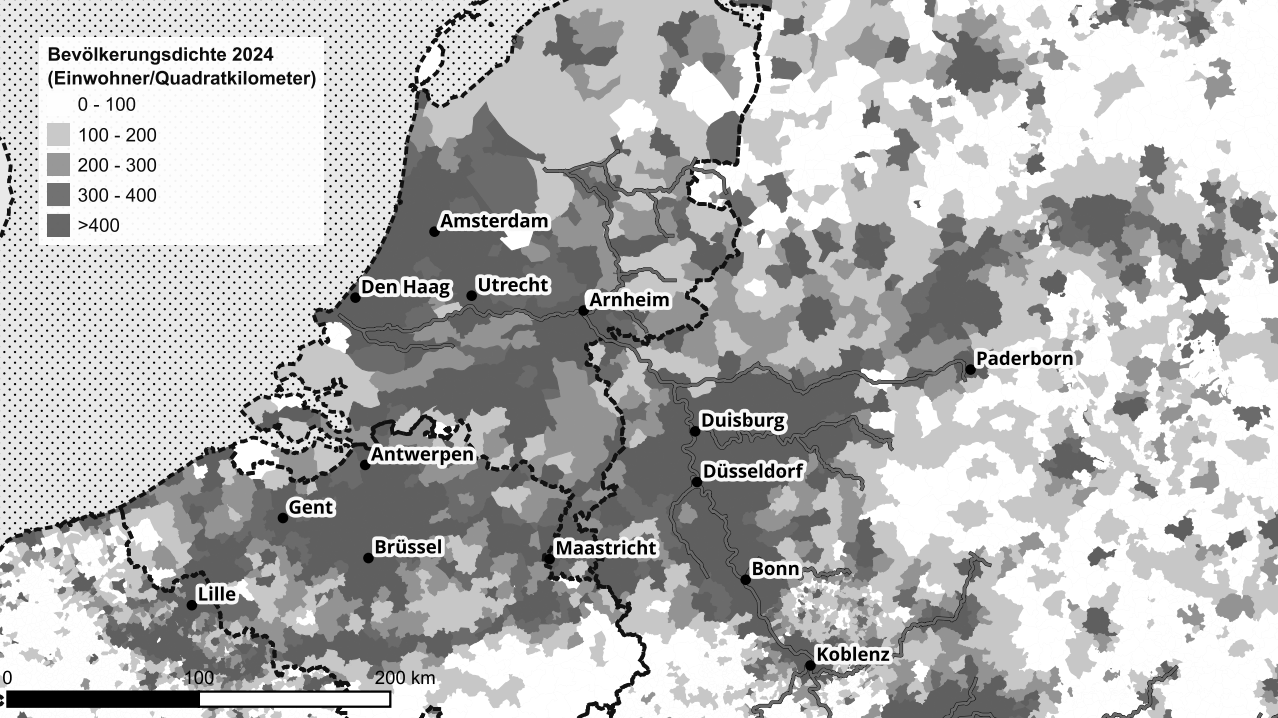 Bevölkerungsdichte 2024
(Einwohner/Quadratkilometer)
0 - 100
100 - 200
200 - 300
300 - 400
>400
Amsterdam
Den Haag
Utrecht
Arnheim
Paderborn
Duisburg
Antwerpen
Düsseldorf
Gent
Brüssel
Maastricht
Bonn
Lille
Koblenz
0 100 200 km